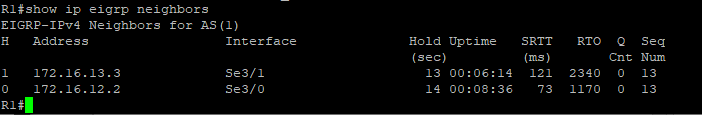 R1#show ip eigrp neighbors
EIGRP-IPv4 Neighbors for AS(1)
H   Address                 Interface              Hold Uptime   SRTT   RTO  Q  Seq
                                                   (sec)         (ms)       Cnt Num
1   172.16.13.3             Se3/1                    13 00:06:14  121  2340  0  13
0   172.16.12.2             Se3/0                    14 00:08:36   73  1170  0  13
R1#